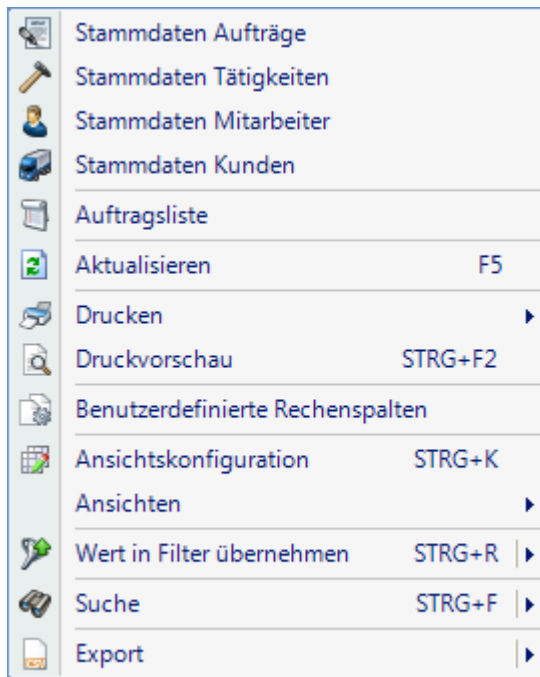 Stammdaten Aufträge
Stammdaten Tätigkeiten
Stammdaten Mitarbeiter
Stammdaten Kunden
Auftragsliste
Aktualisieren F5
Drucken
Druckvorschau STRG+F2
Benutzerdefinierte Rechenspalten
Ansichtskonfiguration STRG+K
Ansichten
Wert in Filter übernehmen STRG+R
Suche STRG+F
Export